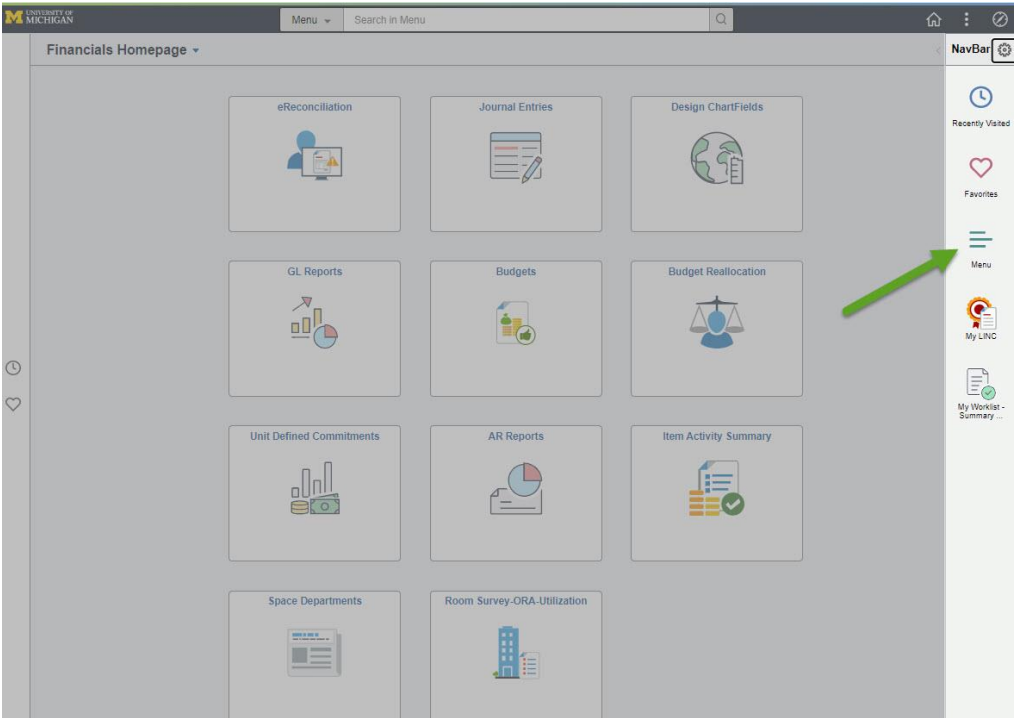 UNIVERSITY OF
MICHIGAN
Menu
Search in Menu
Financials Homepage
NavBar
eReconciliation
Journal Entries
Design ChartFields
Recently Visited
Favorites
GL Reports
Budgets
Budget Reallocation
Menu
My LINC
My Worklist -
Summary ...
Unit Defined Commitments
AR Reports
Item Activity Summary
Space Departments
Room Survey-ORA-Utilization